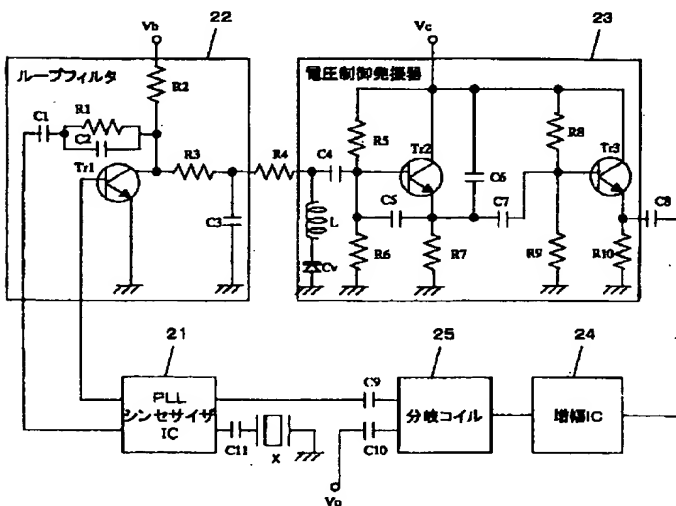 Vb
22
Vc
23
ループフィルタ
電圧制御発振器
R2
C1
R1
C2
R5
R8
Tr1
Tr2
Tr3
R3
R4
C4
C6
C8
C3
L
C5
C7
Cv
R6
R7
R9
R10
21
25
24
PLL
シンセサイザ
IC
C9
分岐コイル
増幅IC
C11
X
C10
Vo